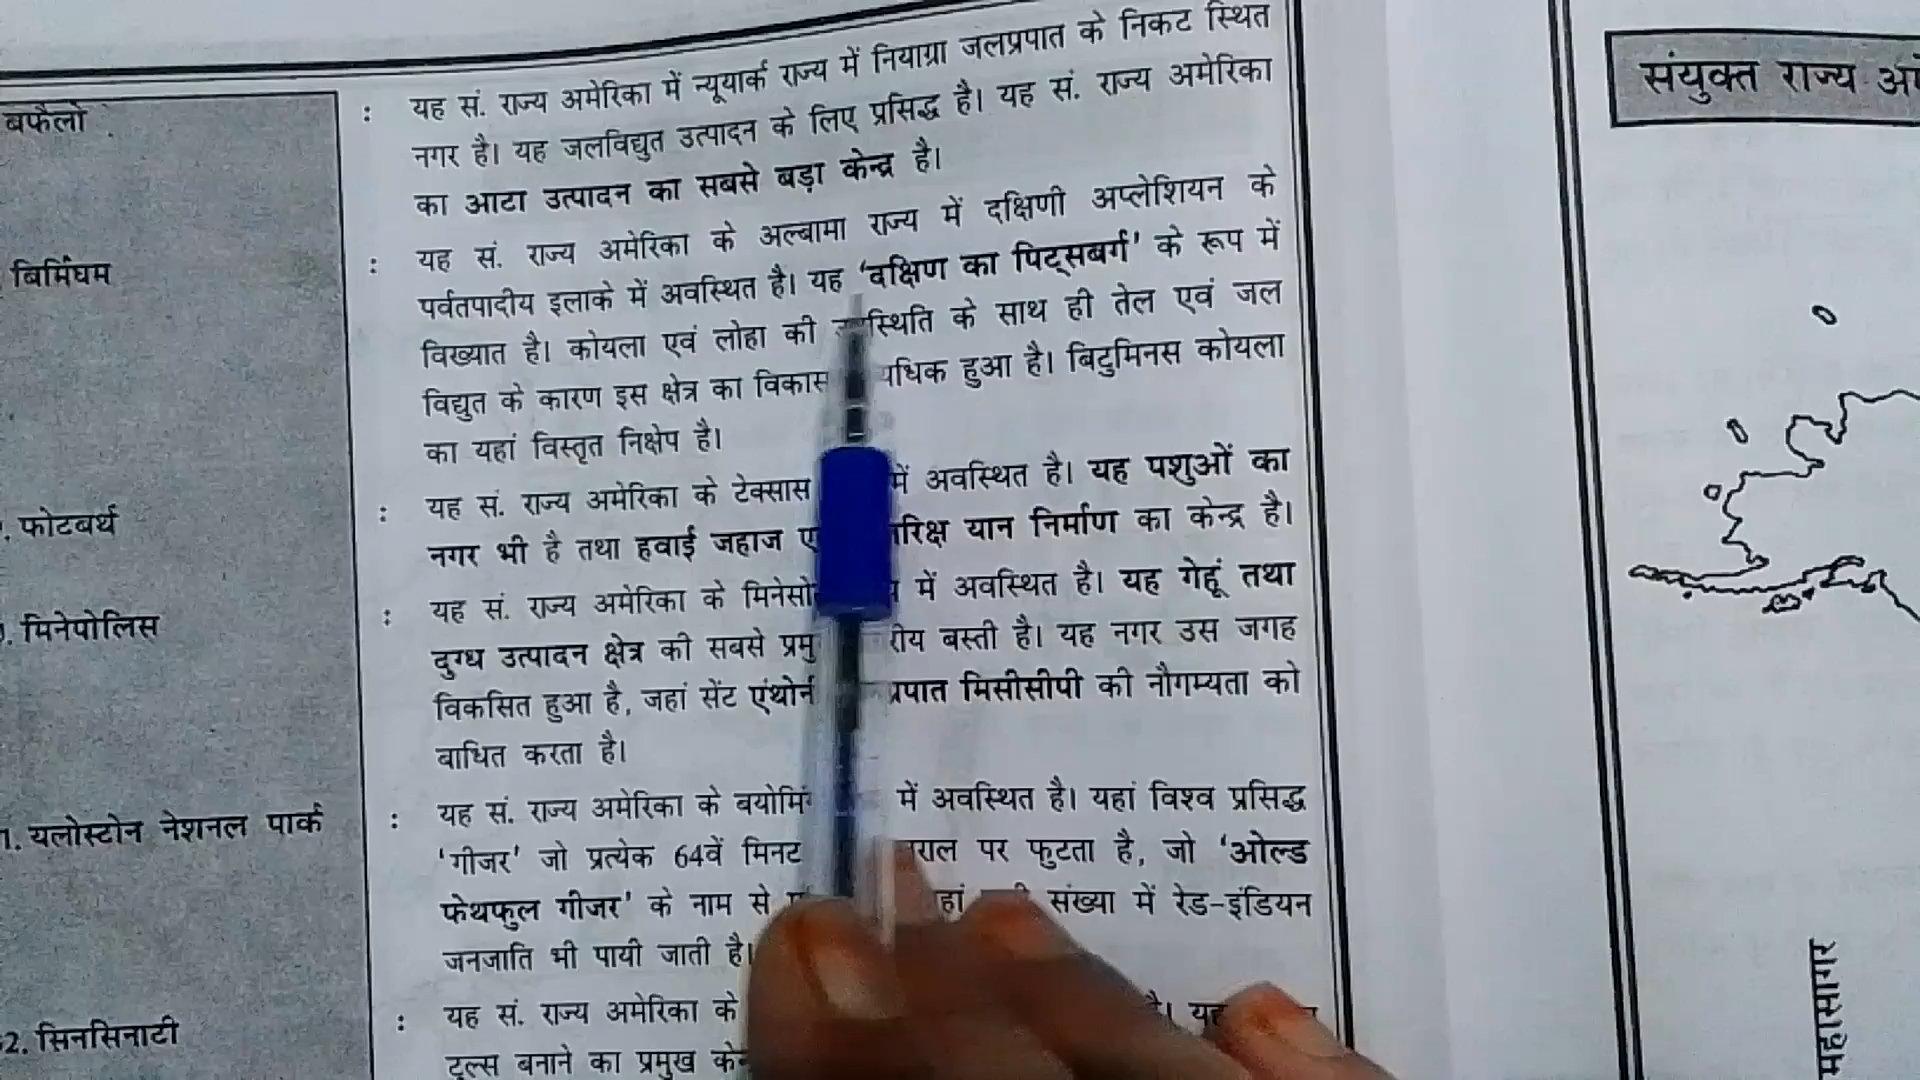 बफैलो
: यह सं. राज्य अमेरिका में न्यूयार्क राज्य में नियाग्रा जलप्रपात के निकट स्थित
नगर है। यह जलविद्युत उत्पादन के लिए प्रसिद्ध है। यह सं. राज्य अमेरिका
का आटा उत्पादन का सबसे बड़ा केन्द्र है।
बिर्मिंघम
: यह सं. राज्य अमेरिका के अल्बामा राज्य में दक्षिणी अप्लेशियन के
पर्वतपादीय इलाके में अवस्थित है। यह 'दक्षिण का पिट्सबर्ग' के रूप में
विख्यात है। कोयला एवं लोहा की स्थिति के साथ ही तेल एवं जल
विद्युत के कारण इस क्षेत्र का विकास धिक हुआ है। बिटुमिनस कोयला
का यहां विस्तृत निक्षेप है।
. फोटबर्थ
: यह सं. राज्य अमेरिका के टेक्सास में अवस्थित है। यह पशुओं का
नगर भी है तथा हवाई जहाज रिक्ष यान निर्माण का केन्द्र है।
. मिनेपोलिस
: यह सं. राज्य अमेरिका के मिनेसो में अवस्थित है। यह गेहूं तथा
दुग्ध उत्पादन क्षेत्र की सबसे प्रमु रीय बस्ती है। यह नगर उस जगह
विकसित हुआ है, जहां सेंट एंथोनी प्रपात मिसीसीपी की नौगम्यता को
बाधित करता है।
1. यलोस्टोन नेशनल पार्क
: यह सं. राज्य अमेरिका के वयोमिं में अवस्थित है। यहां विश्व प्रसिद्ध
'गीजर' जो प्रत्येक 64वें मिनट राल पर फुटता है, जो 'ओल्ड
फेथफुल गीजर' के नाम से हां संख्या में रेड-इंडियन
जनजाति भी पायी जाती है।
2. सिनसिनाटी
: यह सं. राज्य अमेरिका के है। यह
टूल्स बनाने का प्रमुख के
संयुक्त राज्य अमे
महासागर